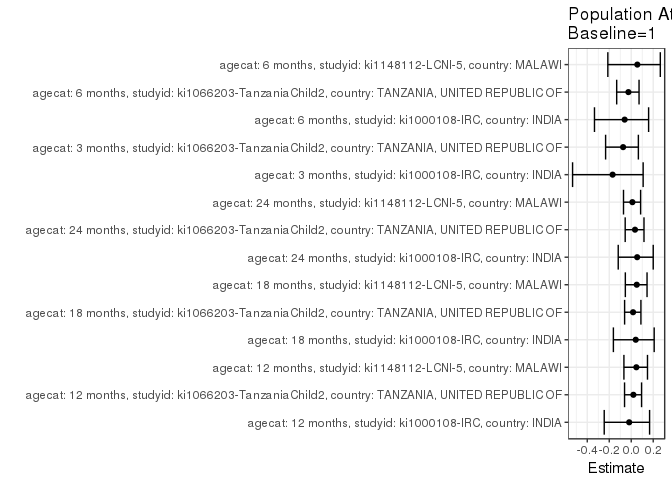 Population At
Baseline=1
agecat: 6 months, studyid: ki1148112-LCNI-5, country: MALAWI
agecat: 6 months, studyid: ki1066203-TanzaniaChild2, country: TANZANIA, UNITED REPUBLIC OF
agecat: 6 months, studyid: ki1000108-IRC, country: INDIA
agecat: 3 months, studyid: ki1066203-TanzaniaChild2, country: TANZANIA, UNITED REPUBLIC OF
agecat: 3 months, studyid: ki1000108-IRC, country: INDIA
agecat: 24 months, studyid: ki1148112-LCNI-5, country: MALAWI
agecat: 24 months, studyid: ki1066203-TanzaniaChild2, country: TANZANIA, UNITED REPUBLIC OF
agecat: 24 months, studyid: ki1000108-IRC, country: INDIA
agecat: 18 months, studyid: ki1148112-LCNI-5, country: MALAWI
agecat: 18 months, studyid: ki1066203-TanzaniaChild2, country: TANZANIA, UNITED REPUBLIC OF
agecat: 18 months, studyid: ki1000108-IRC, country: INDIA
agecat: 12 months, studyid: ki1148112-LCNI-5, country: MALAWI
agecat: 12 months, studyid: ki1066203-TanzaniaChild2, country: TANZANIA, UNITED REPUBLIC OF
agecat: 12 months, studyid: ki1000108-IRC, country: INDIA
-0.4 -0.2 0.0 0.2
Estimate